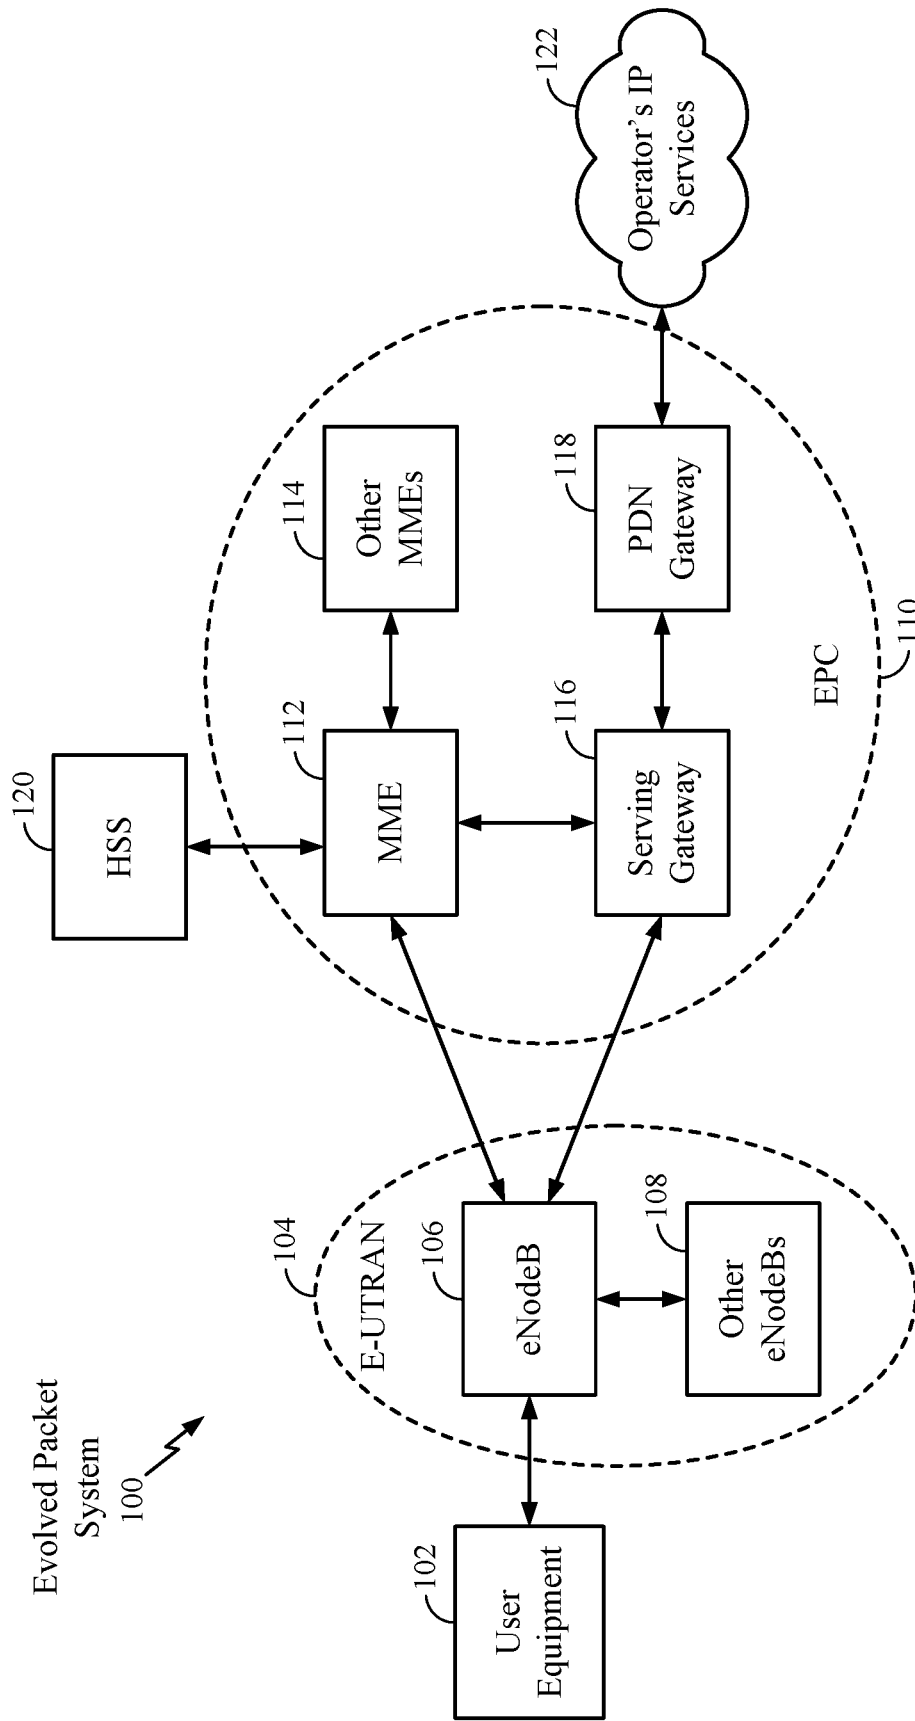 Evolved Packet
System
100
102
User
Equipment
104
E-UTRAN
106
eNodeB
108
Other
eNodeBs
120
HSS
112
MME
114
Other
MMEs
116
Serving
Gateway
118
PDN
Gateway
EPC
110
122
Operator’s IP
Services